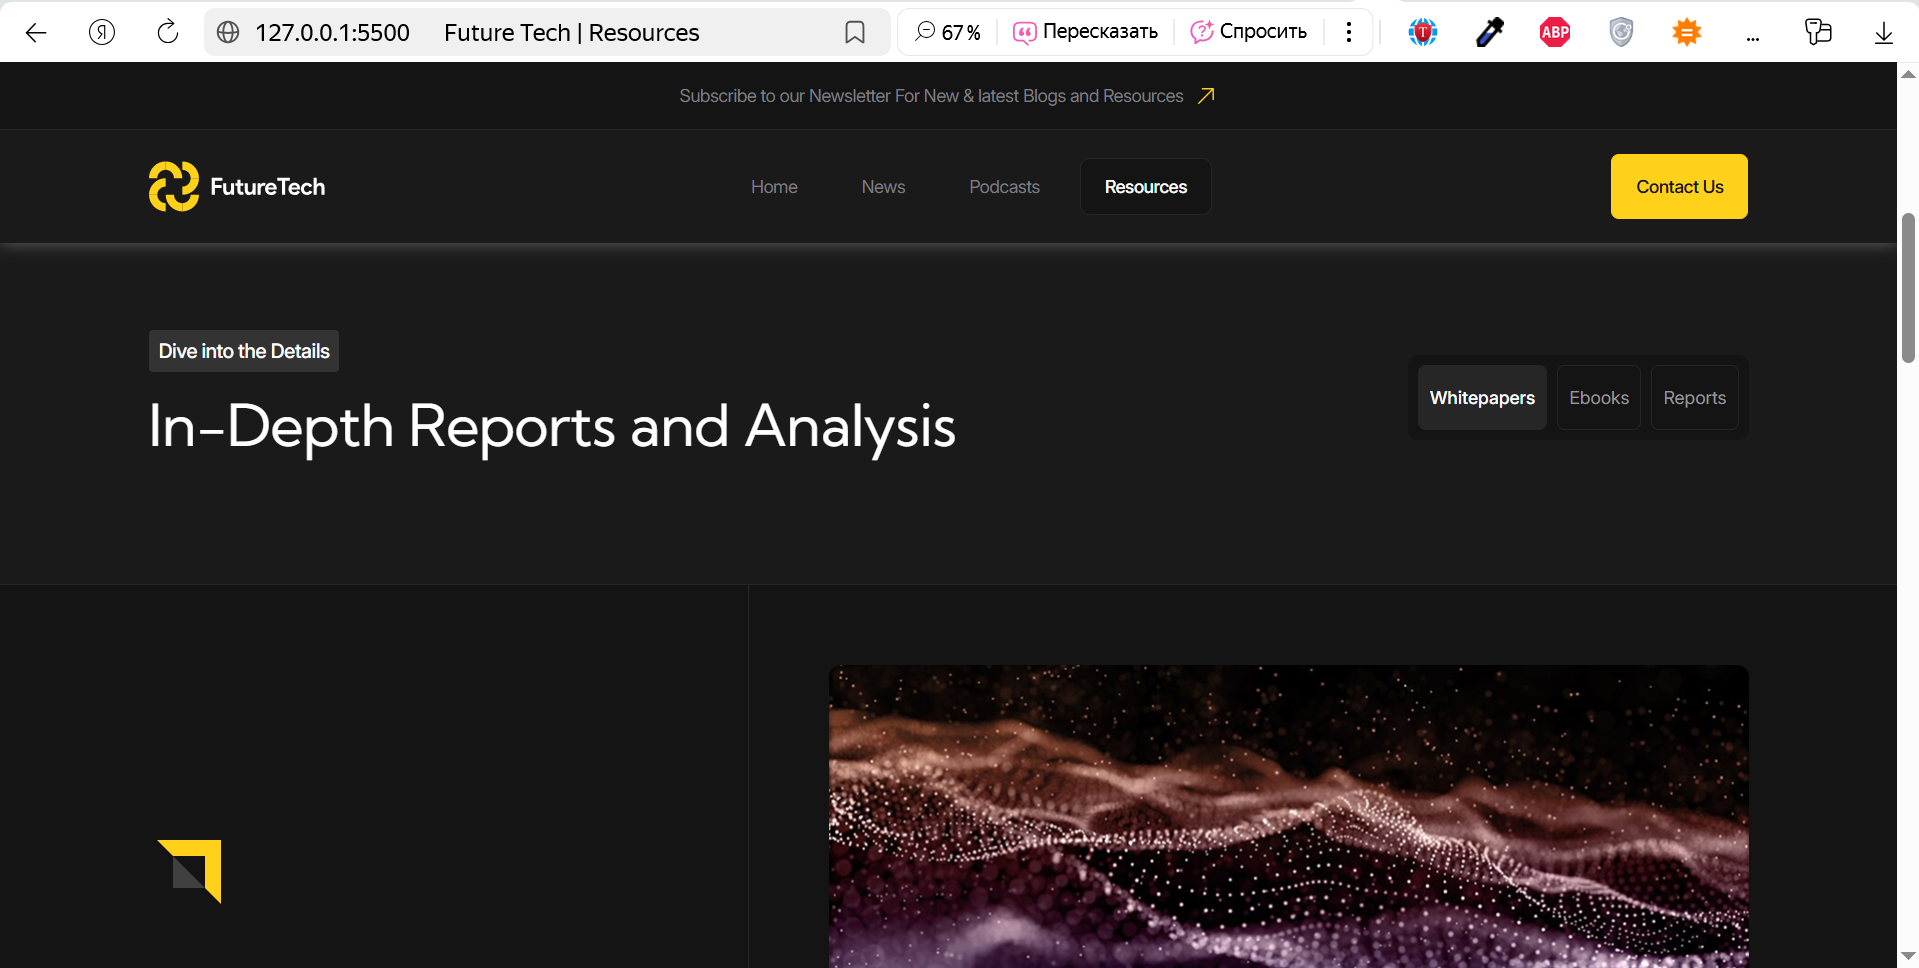 Я
127.0.0.1:5500 Future Tech | Resources
67 %
Пересказать
Спросить
T
ABP
...
Subscribe to our Newsletter For New & latest Blogs and Resources
FutureTech
Home
News
Podcasts
Resources
Contact Us
Dive into the Details
In-Depth Reports and Analysis
Whitepapers
Ebooks
Reports